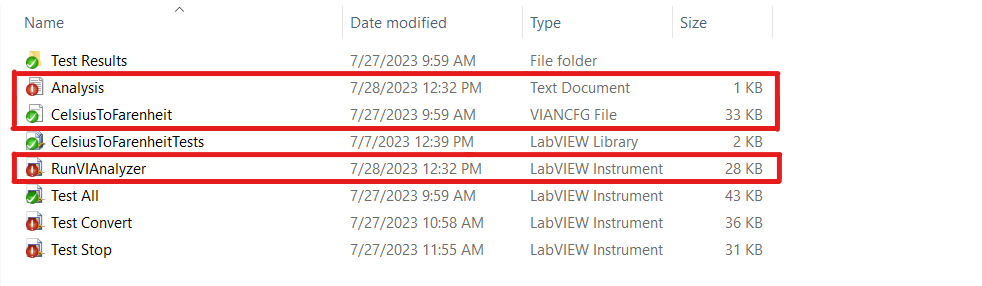 Name Date modified Type Size
Test Results 7/27/2023 9:59 AM File folder
Analysis 7/28/2023 12:32 PM Text Document 1 KB
CelsiusToFarenheit 7/27/2023 9:59 AM VIANCFG File 33 KB
CelsiusToFarenheitTests 7/7/2023 12:39 PM LabVIEW Library 2 KB
RunVIAnalyzer 7/28/2023 12:32 PM LabVIEW Instrument 28 KB
Test All 7/27/2023 9:59 AM LabVIEW Instrument 43 KB
Test Convert 7/27/2023 10:58 AM LabVIEW Instrument 36 KB
Test Stop 7/27/2023 11:55 AM LabVIEW Instrument 31 KB